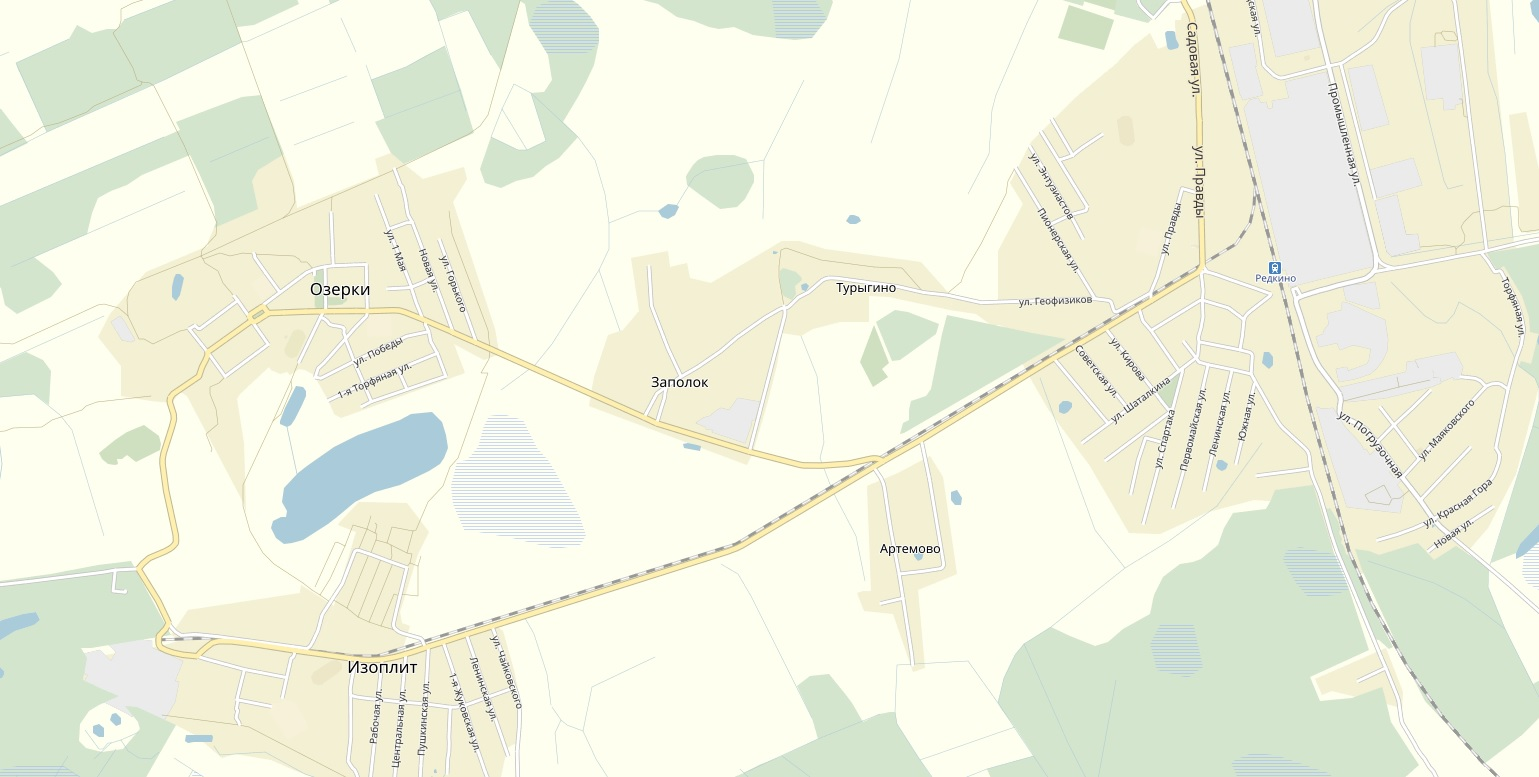 Садовая ул.
ская ул.
Промышленная ул.
ул. Правды
ул. Энтузиастов
Пионерская ул.
ул. Правды
ул. 1 Мая
Новая ул.
ул. Горького
Озерки
Редкино
Турыгино
ул. Геофизиков
Торфяная ул.
ул. Победы
1-я Торфяная ул.
Заполок
Советская ул.
ул. Кирова
ул. Шаталкина
ул. Спартака
Первомайская ул.
Ленинская ул.
Южная ул.
ул. Погрузочная
ул. Маяковского
ул. Красная Гора
Новая ул.
Артемово
Изоплит
Рабочая ул.
Центральная ул.
Пушкинская ул.
1-я Жуковская ул.
Ленинская ул.
ул. Чайковского